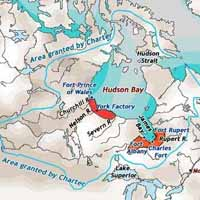 Area granted by Charter
Hudson Bay
Hudson
Strait
Fort-Prince
of Wales
Churchill R.
Nelson R.
York Factory
Severn R.
James
Bay
Fort Rupert
Rupert R.
Fort
Albany
Charles
Fort
Area granted by Charter
Lake
Superior